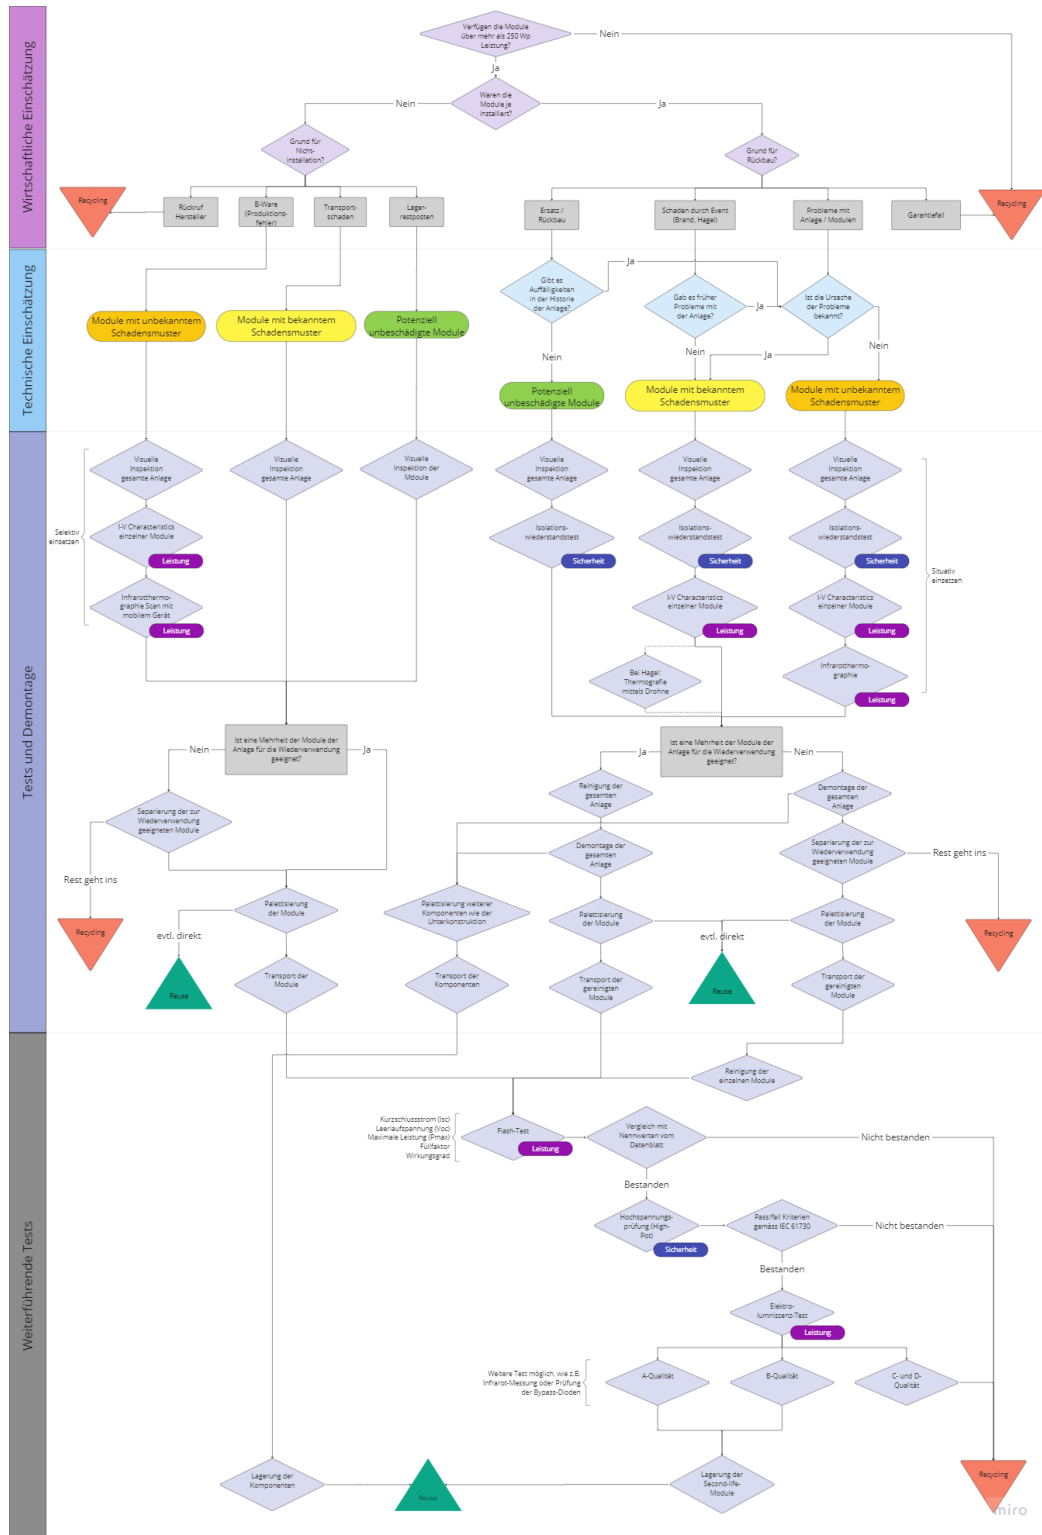 Wirtschaftliche Einschätzung
Verfügen die Module
über mehr als 250 Wp
Leistung?
Nein
Ja
Waren die
Module je
installiert?
Nein
Ja
Grund für
Nicht-
installation?
Grund für
Rückbau?
Recycling
Rückruf
Hersteller
B-Ware
(Produktions-
fehler)
Transport-
schaden
Lager-
restposten
Ersatz /
Rückbau
Schaden durch Event
(Brand, Hagel)
Probleme mit
Anlage / Modulen
Garantiefall
Recycling
Technische Einschätzung
Ja
Gibt es
Auffälligkeiten
in der Historie
der Anlage?
Gab es früher
Probleme mit
der Anlage?
Ja
Ist die Ursache
der Probleme
bekannt?
Module mit unbekanntem
Schadensmuster
Module mit bekanntem
Schadensmuster
Potenziell
unbeschädigte Module
Nein
Nein
Ja
Nein
Potenziell
unbeschädigte Module
Module mit bekanntem
Schadensmuster
Module mit unbekanntem
Schadensmuster
Tests und Demontage
Visuelle
Inspektion
gesamte Anlage
Visuelle
Inspektion
gesamte Anlage
Visuelle
Inspektion der
Mdoule
Visuelle
Inspektion
gesamte Anlage
Visuelle
Inspektion
gesamte Anlage
Visuelle
Inspektion
gesamte Anlage
Selektiv
einsetzen
I-V Characteristics
einzelner Module
Leistung
Isolations-
wiederstandstest
Sicherheit
Isolations-
wiederstandstest
Sicherheit
Isolations-
wiederstandstest
Sicherheit
Situativ
einsetzen
Infrarotthermo-
graphie Scan mit
mobilem Gerät
Leistung
I-V Characteristics
einzelner Module
Leistung
I-V Characteristics
einzelner Module
Leistung
Bei Hagel:
Thermografie
mittels Drohne
Infrarotthermo-
graphie
Leistung
Ist eine Mehrheit der Module der
Anlage für die Wiederverwendung
geeignet?
Nein
Ja
Ist eine Mehrheit der Module der
Anlage für die Wiederverwendung
geeignet?
Ja
Nein
Separierung der zur
Wiederverwendung
geeigneten Module
Reinigung der
gesamten
Anlage
Demontage der
gesamten
Anlage
Demontage der
gesamten
Anlage
Separierung der zur
Wiederverwendung
geeigneten Module
Rest geht ins
Rest geht ins
Recycling
Palettisierung
der Module
Palettisierung weiterer
Komponenten wie der
Unterkonstruktion
Palettisierung
der Module
Palettisierung
der Module
Recycling
evtl. direkt
evtl. direkt
Reuse
Transport der
Module
Transport der
Komponenten
Transport der
gereinigten
Module
Reuse
Transport der
gereinigten
Module
Weiterführende Tests
Reinigung der
einzelnen Module
Kurzschlussstrom (Isc)
Leerlaufspannung (Voc)
Maximale Leistung (Pmax)
Füllfaktor
Wirkungsgrad
Flash-Test
Leistung
Vergleich mit
Nennwerten vom
Datenblatt
Nicht bestanden
Bestanden
Hochspannungs-
prüfung (High-
Pot)
Sicherheit
Pass/fail Kriterien
gemäss IEC 61730
Nicht bestanden
Bestanden
Elektro-
lumniszenz-Test
Leistung
Weitere Test möglich, wie z.B.
Infrarot-Messung oder Prüfung
der Bypass-Dioden
A-Qualität
B-Qualität
C- und D-
Qualität
Lagerung der
Komponenten
Reuse
Lagerung der
Second-life-
Module
Recycling
miro